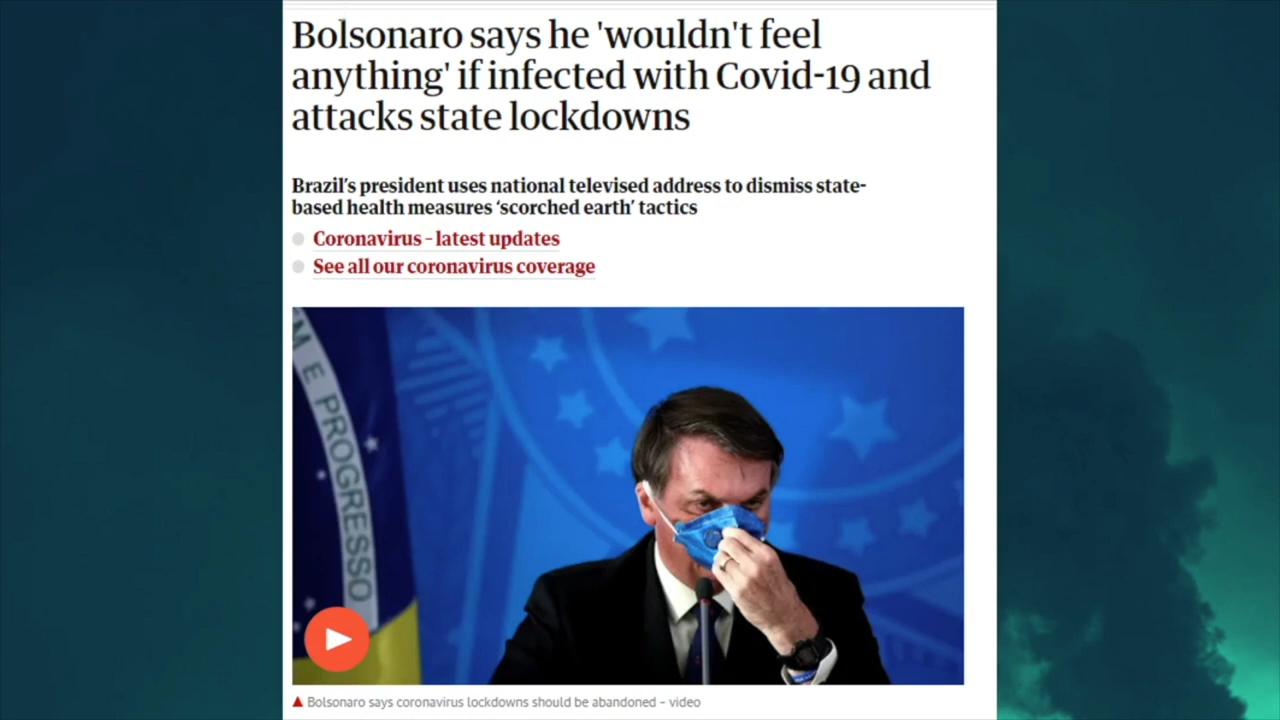 Bolsonaro says he 'wouldn't feel
anything' if infected with Covid-19 and
attacks state lockdowns
Brazil's president uses national televised address to dismiss state-
based health measures ‘scorched earth’ tactics
Coronavirus – latest updates
See all our coronavirus coverage
M E PROGRESSO
Bolsonaro says coronavirus lockdowns should be abandoned – video